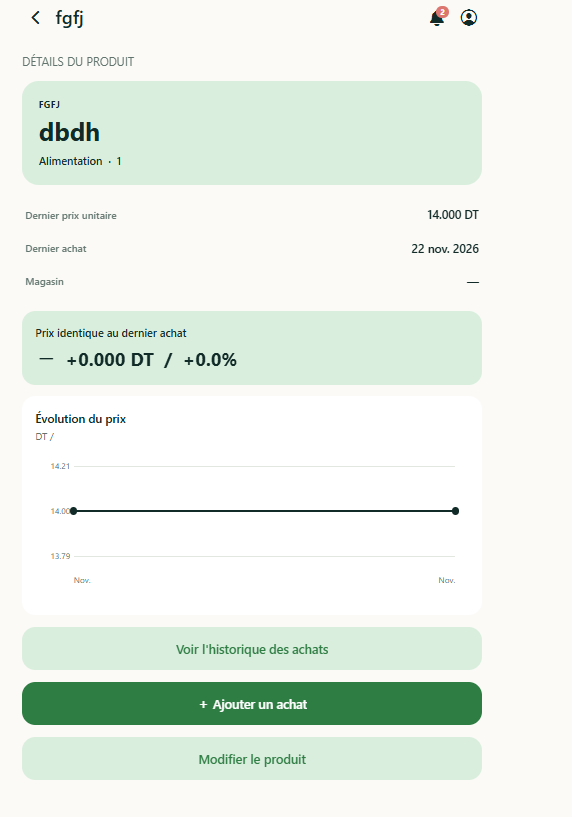 fgfj
2
DÉTAILS DU PRODUIT
FGFJ
dbdh
Alimentation · 1
Dernier prix unitaire 14.000 DT
Dernier achat 22 nov. 2026
Magasin —
Prix identique au dernier achat
— +0.000 DT / +0.0%
Évolution du prix
DT /
14.21
14.00
13.79
Nov. Nov.
Voir l'historique des achats
+ Ajouter un achat
Modifier le produit